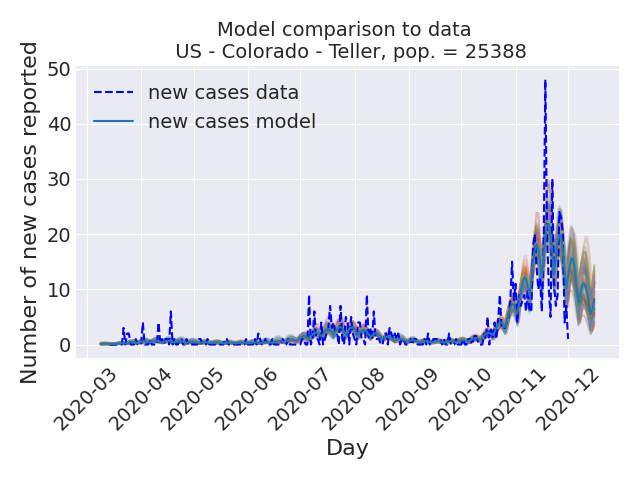 Model comparison to data
US - Colorado - Teller, pop. = 25388
Number of new cases reported
50
40
30
20
10
0
new cases data
new cases model
2020-03
2020-04
2020-05
2020-06
2020-07
2020-08
2020-09
2020-10
2020-11
2020-12
Day